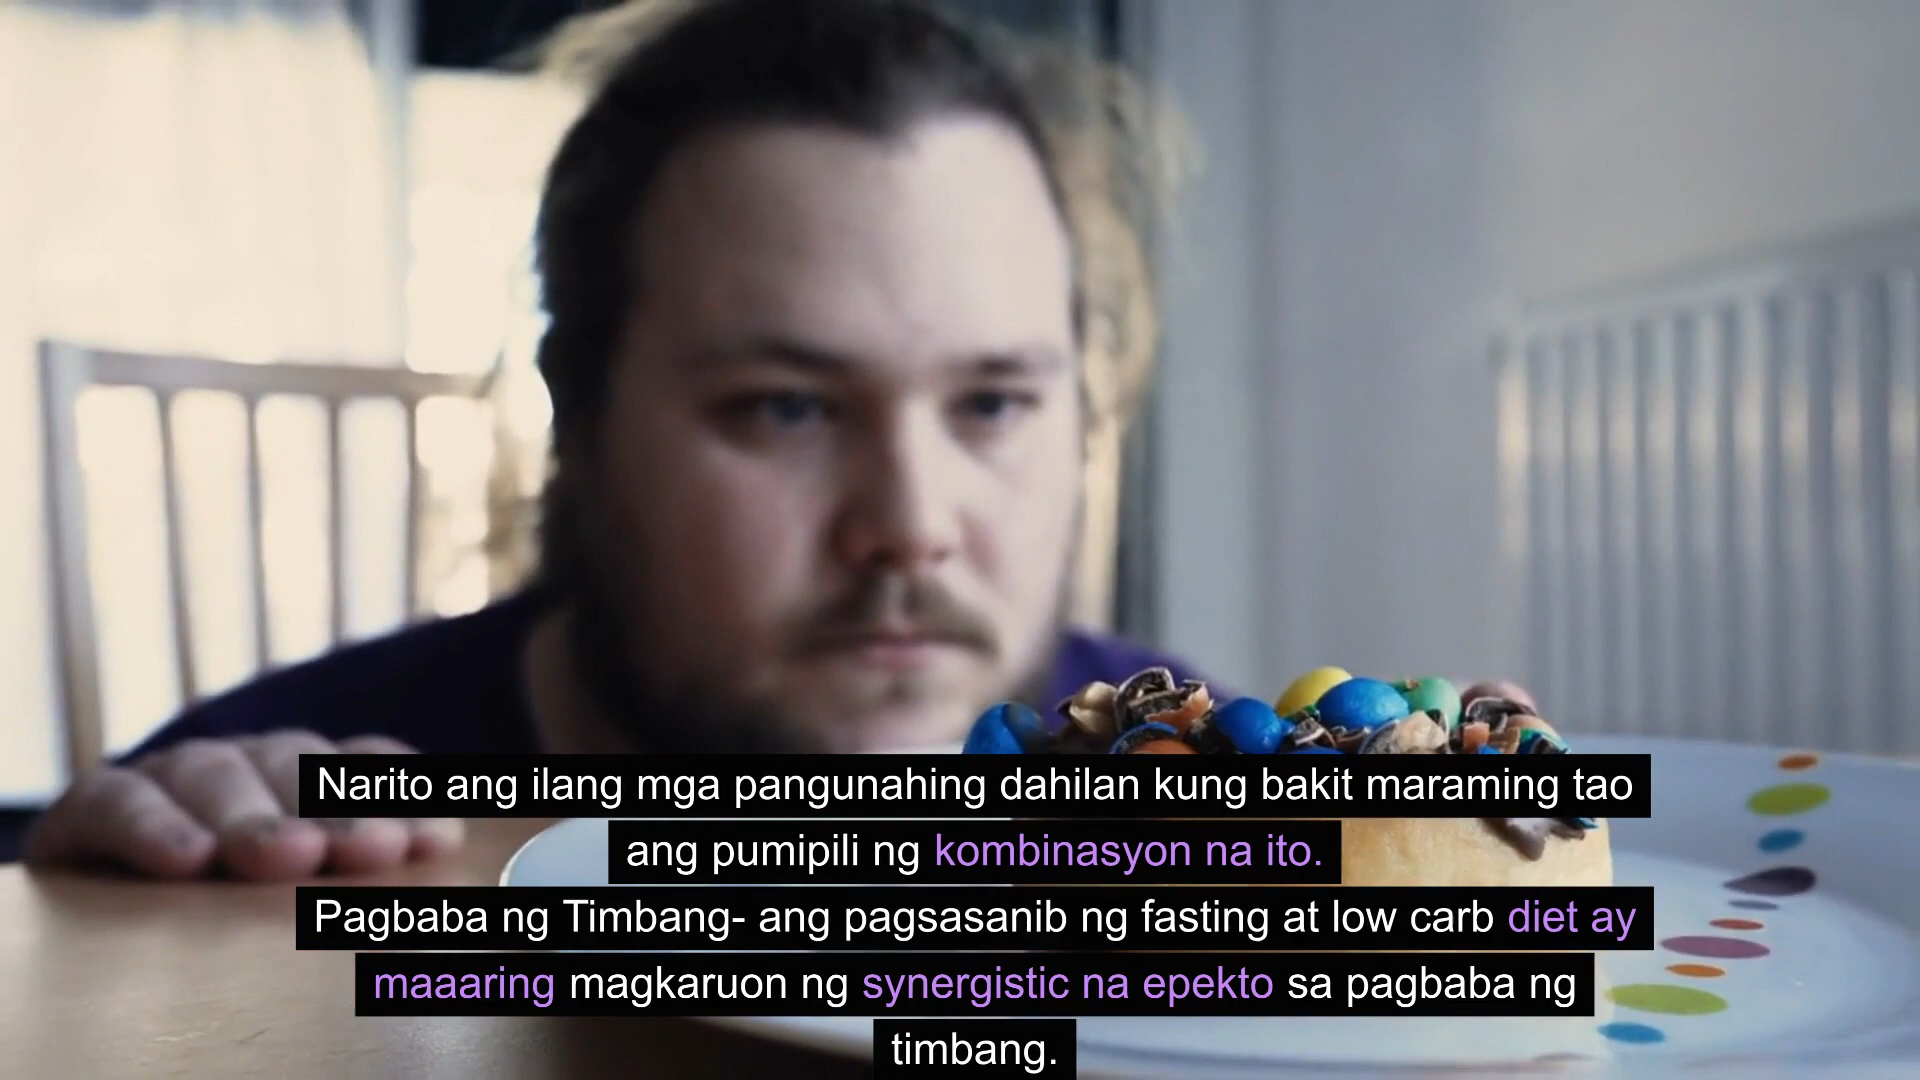 Narito ang ilang mga pangunahing dahilan kung bakit maraming tao
ang pumipili ng kombinasyon na ito.
Pagbaba ng Timbang- ang pagsasanib ng fasting at low carb diet ay
maaaring magkaruon ng synergistic na epekto sa pagbaba ng
timbang.